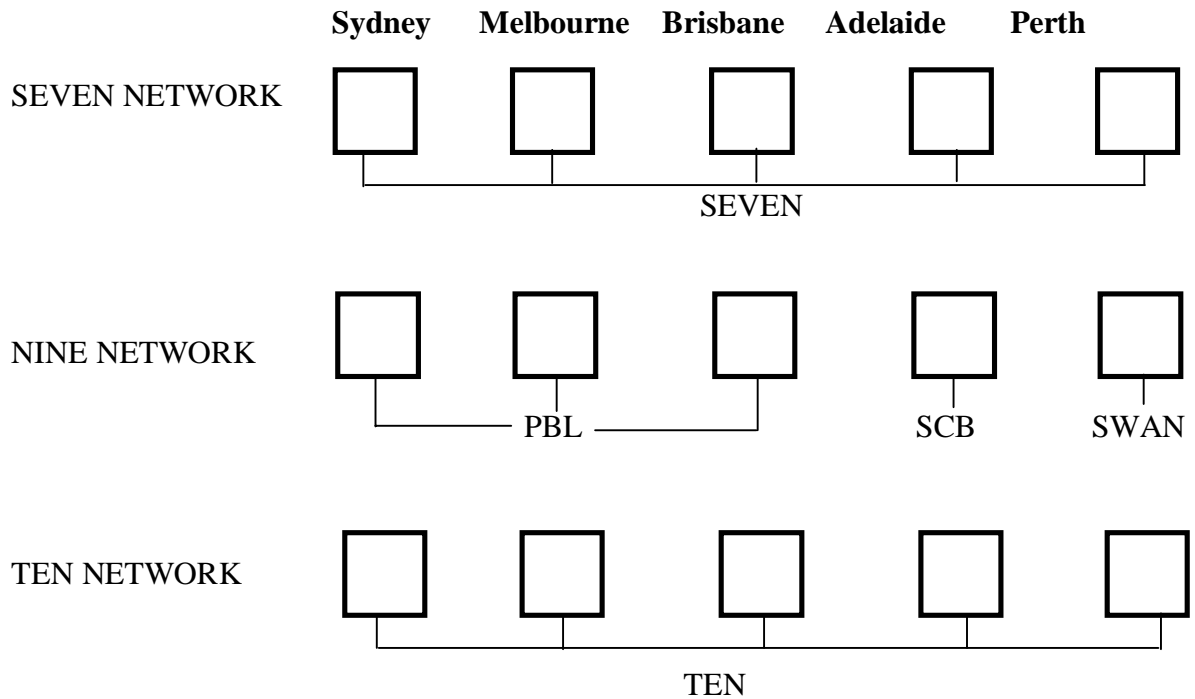 Sydney Melbourne Brisbane Adelaide Perth
SEVEN NETWORK
SEVEN
NINE NETWORK
PBL SCB SWAN
TEN NETWORK
TEN